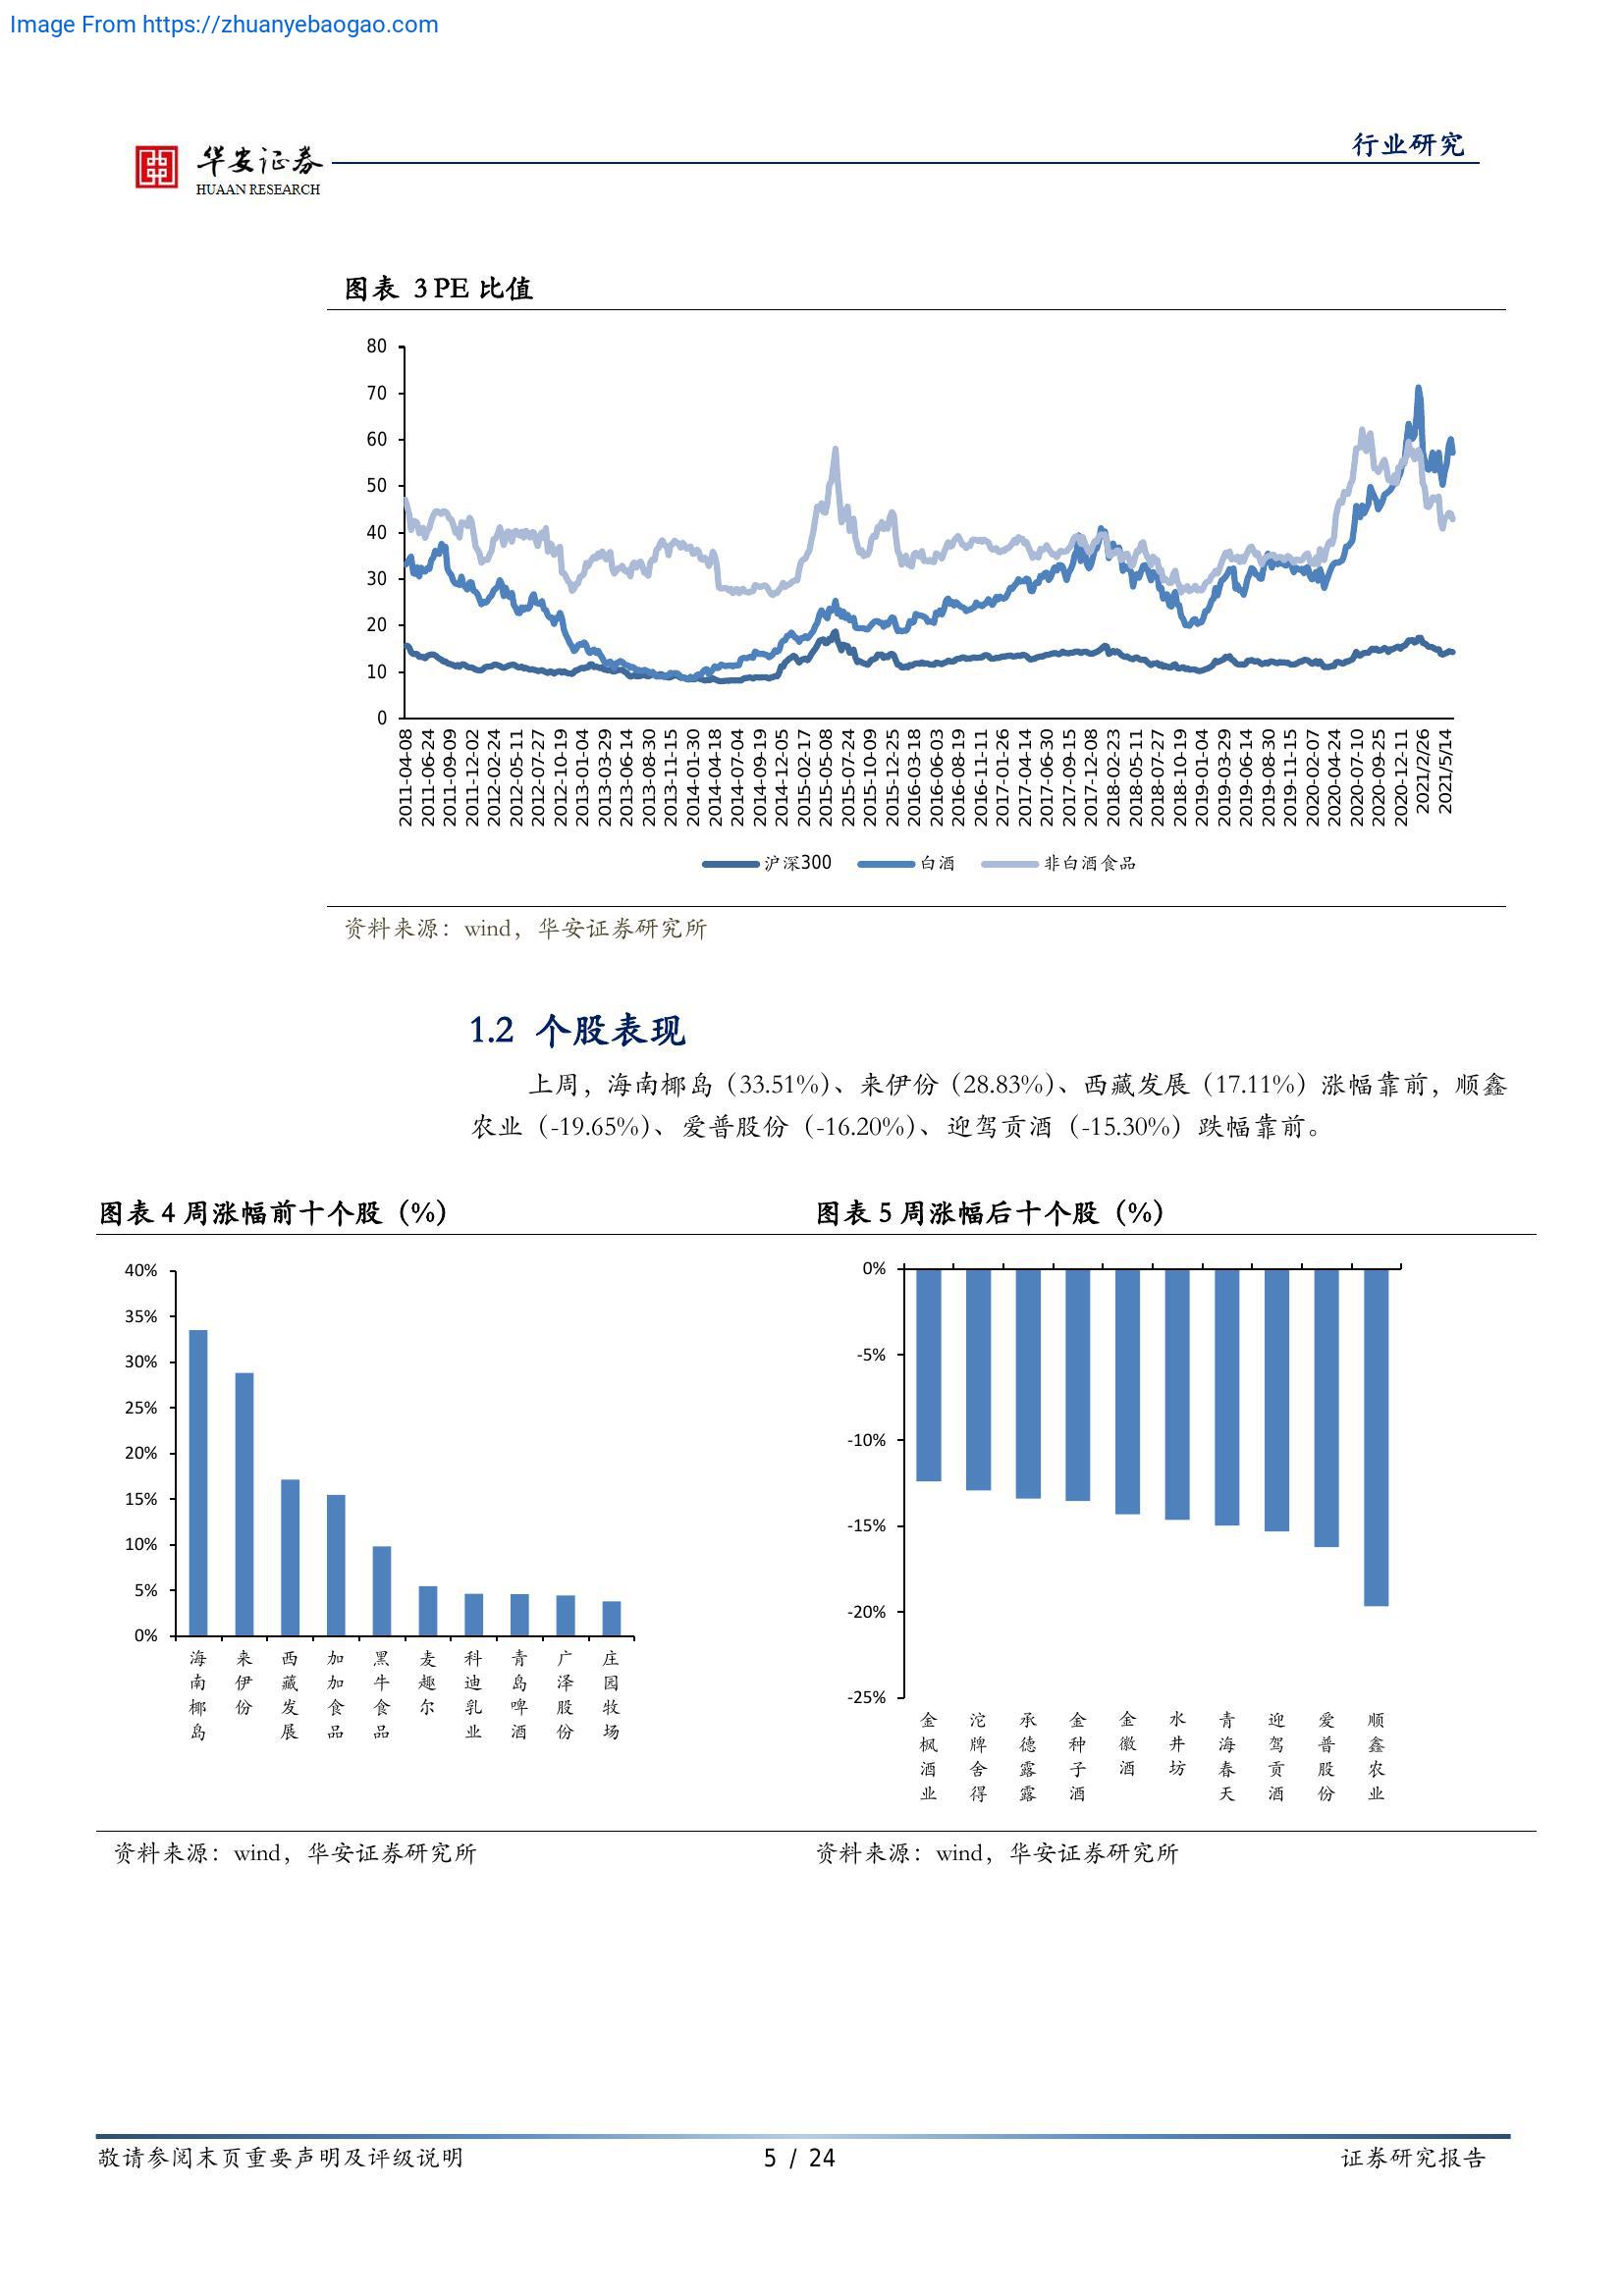 Image From https://zhuanyebaogao.com
华安证券
HUAAN RESEARCH
行业研究
图表 3 PE 比值
80
70
60
50
40
30
20
10
0
2011-04-08
2011-06-24
2011-09-09
2011-12-02
2012-02-24
2012-05-11
2012-07-27
2012-10-19
2013-01-04
2013-03-29
2013-06-14
2013-08-30
2013-11-15
2014-01-30
2014-04-18
2014-07-04
2014-09-19
2014-12-05
2015-02-17
2015-05-08
2015-07-24
2015-10-09
2015-12-25
2016-03-18
2016-06-03
2016-08-19
2016-11-11
2017-01-26
2017-04-14
2017-06-30
2017-09-15
2017-12-08
2018-02-23
2018-05-11
2018-07-27
2018-10-19
2019-01-04
2019-03-29
2019-06-14
2019-08-30
2019-11-15
2020-02-07
2020-04-24
2020-07-10
2020-09-25
2020-12-11
2021/2/26
2021/5/14
沪深300 白酒 非白酒食品
资料来源：wind，华安证券研究所
1.2 个股表现
上周，海南椰岛（33.51%）、来伊份（28.83%）、西藏发展（17.11%）涨幅靠前，顺鑫
农业（-19.65%）、爱普股份（-16.20%）、迎驾贡酒（-15.30%）跌幅靠前。
图表 4 周涨幅前十个股（%）
40%
35%
30%
25%
20%
15%
10%
5%
0%
海南椰岛
来伊份
西藏发展
加加食品
黑牛食品
麦趣尔
科迪乳业
青岛啤酒
广泽股份
庄园牧场
资料来源：wind，华安证券研究所
图表 5 周涨幅后十个股（%）
0%
-5%
-10%
-15%
-20%
-25%
金枫酒业
沱牌舍得
承德露露
金种子酒
金徽酒
水井坊
青海春天
迎驾贡酒
爱普股份
顺鑫农业
资料来源：wind，华安证券研究所
敬请参阅末页重要声明及评级说明
5 / 24
证券研究报告